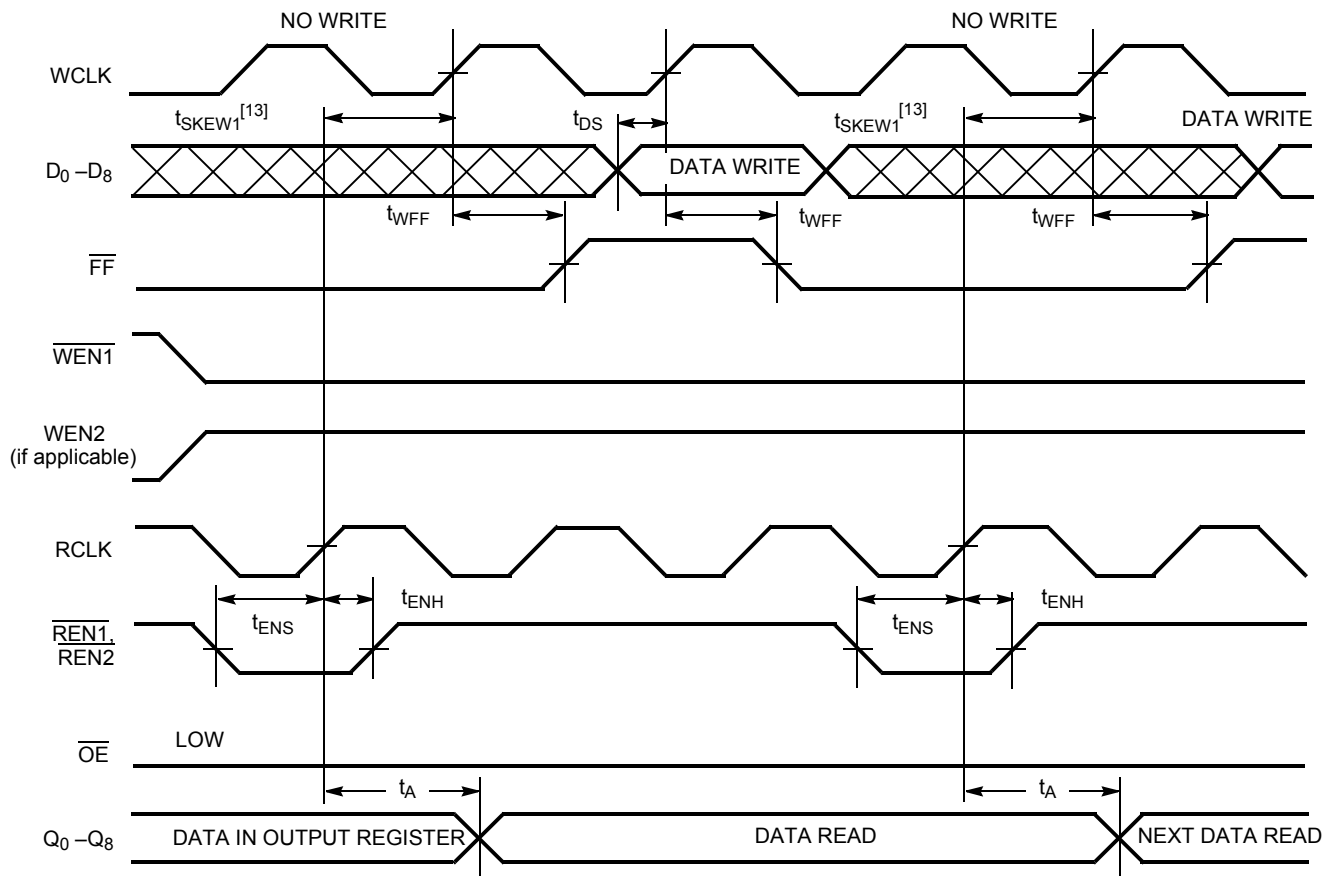 NO WRITE NO WRITE
WCLK
tSKEW1[13] tDS tSKEW1[13] DATA WRITE
D0 –D8 DATA WRITE
tWFF tWFF tWFF
FF
WEN1
WEN2
(if applicable)
RCLK
tENH tENH
tENS tENS
REN1,
REN2
LOW
OE
tA tA
Q0 –Q8 DATA IN OUTPUT REGISTER DATA READ NEXT DATA READ